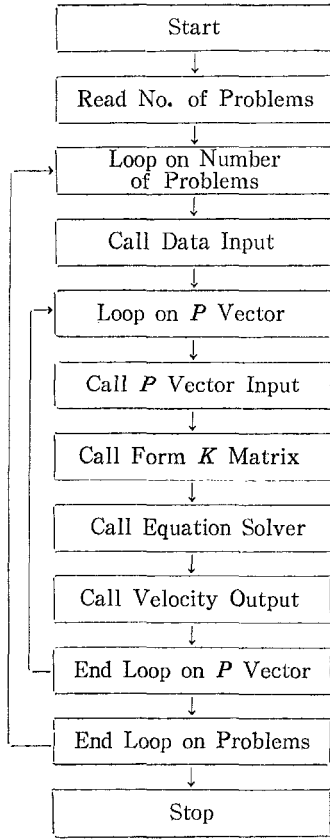 Start
Read No. of Problems
Loop on Number
of Problems
Call Data Input
Loop on P Vector
Call P Vector Input
Call Form K Matrix
Call Equation Solver
Call Velocity Output
End Loop on P Vector
End Loop on Problems
Stop